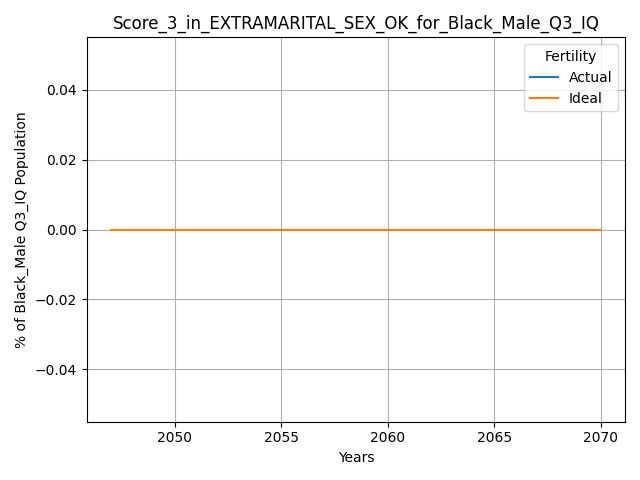 Score_3_in_EXTRAMARITAL_SEX_OK_for_Black_Male_Q3_IQ
Fertility
Actual
Ideal
% of Black_Male Q3_IQ Population
0.04
0.02
0.00
−0.02
−0.04
2050 2055 2060 2065 2070
Years